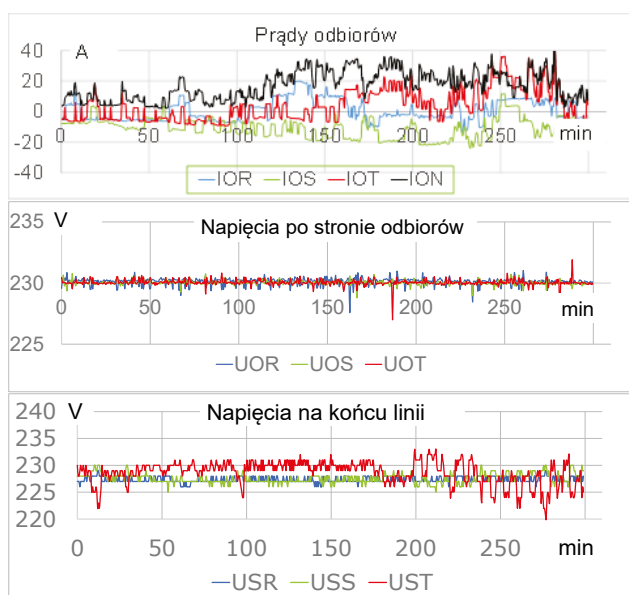 Prądy odbiorów
A
40
20
0
-20
-40
0 50 100 150 200 250 min
IOR IOS IOT ION
Napięcia po stronie odbiorów
V
235
230
225
0 50 100 150 200 250 min
UOR UOS UOT
Napięcia na końcu linii
V
240
235
230
225
220
0 50 100 150 200 250 min
USR USS UST